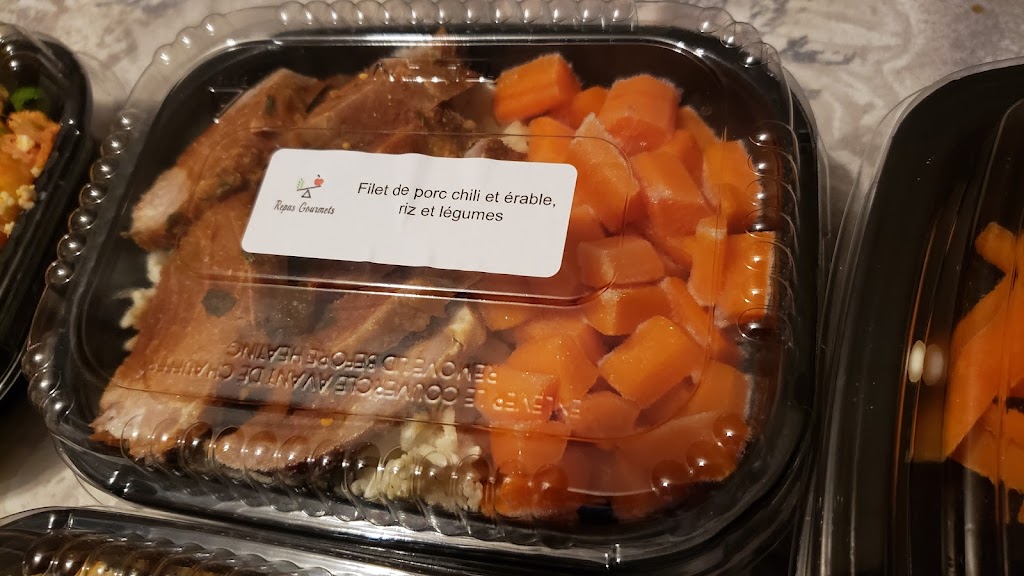 Repas Gourmets
Filet de porc chili et érable,
riz et légumes
ENLEVER LE COUVERCLE AVANT DE CHAUFFER
REMOVE LID BEFORE HEATING